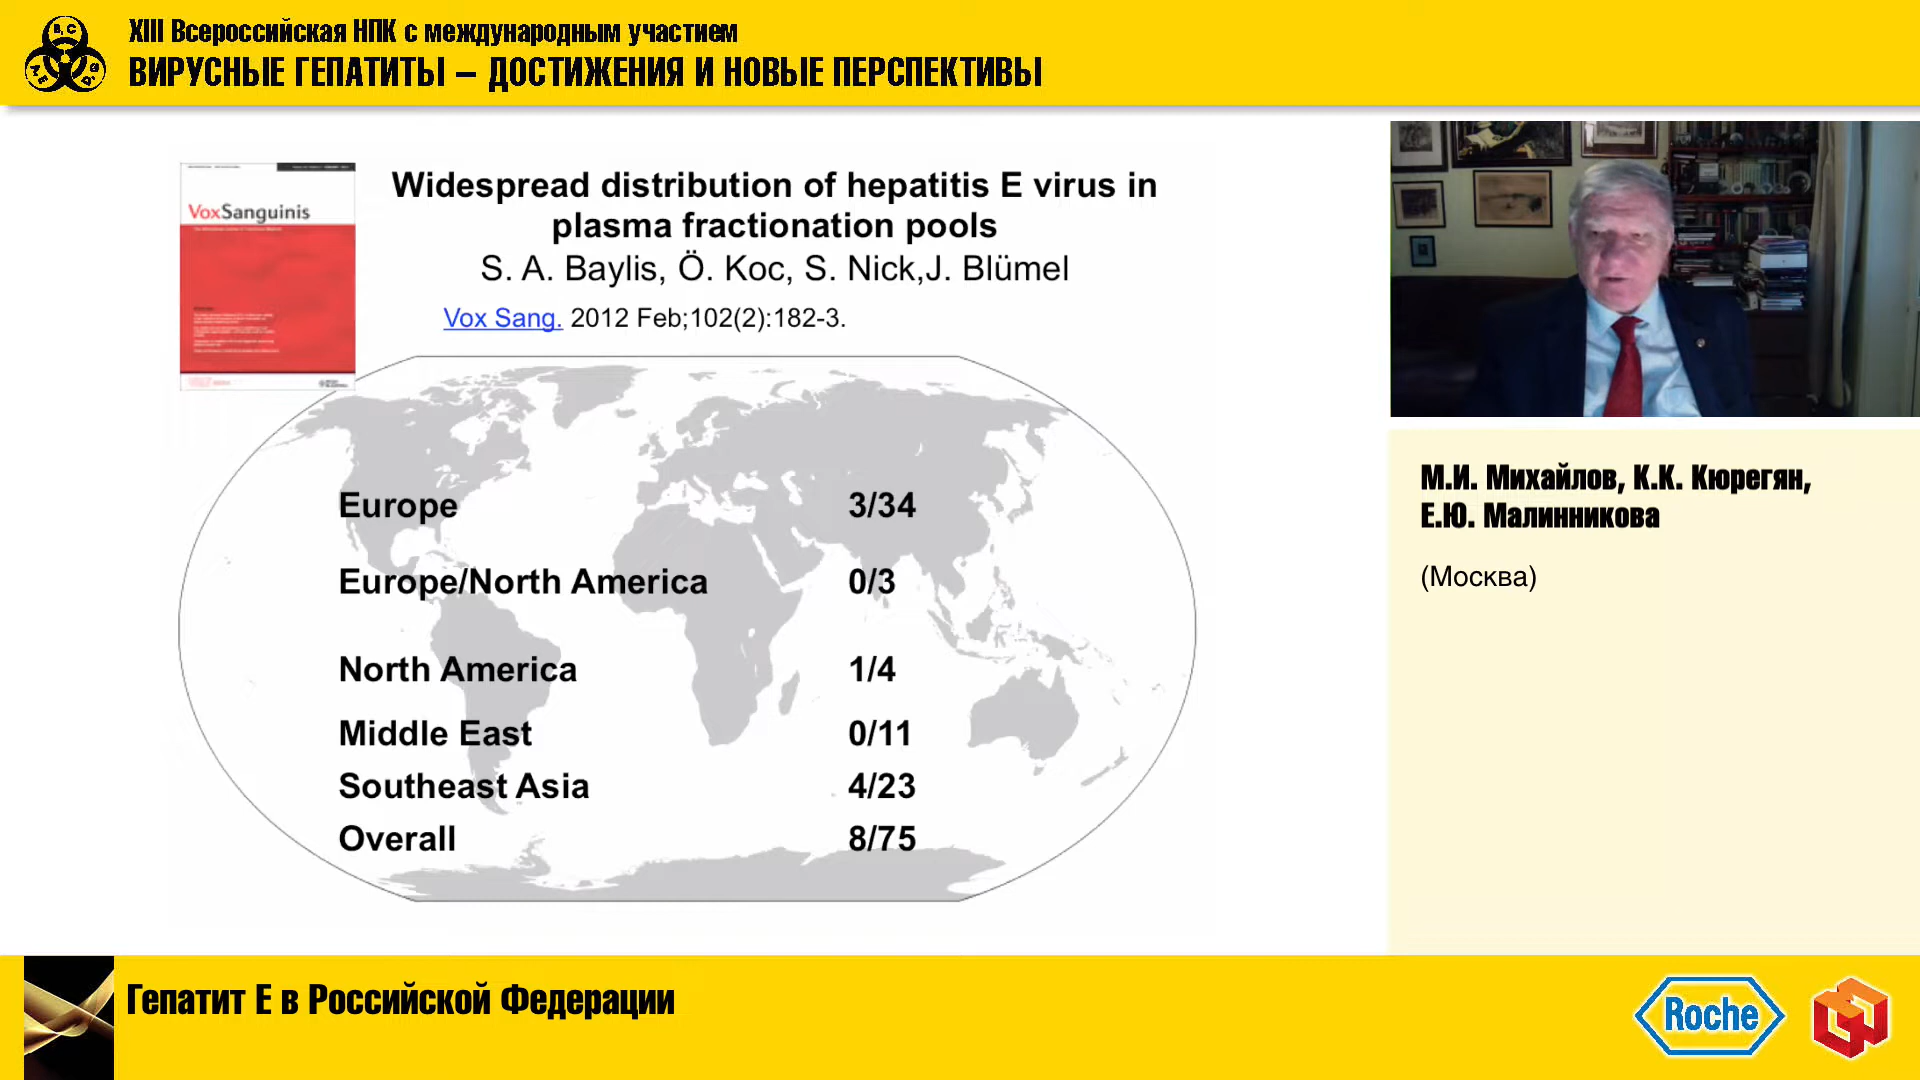 XIII Всероссийская НПК с международным участием
ВИРУСНЫЕ ГЕПАТИТЫ – ДОСТИЖЕНИЯ И НОВЫЕ ПЕРСПЕКТИВЫ
B, C
VoxSanguinis
Widespread distribution of hepatitis E virus in
plasma fractionation pools
S. A. Baylis, Ö. Koc, S. Nick,J. Blümel
Vox Sang. 2012 Feb;102(2):182-3.
Europe 3/34
Europe/North America 0/3
North America 1/4
Middle East 0/11
Southeast Asia 4/23
Overall 8/75
М.И. Михайлов, К.К. Кюрегян,
Е.Ю. Малинникова
(Москва)
Гепатит Е в Российской Федерации
Roche